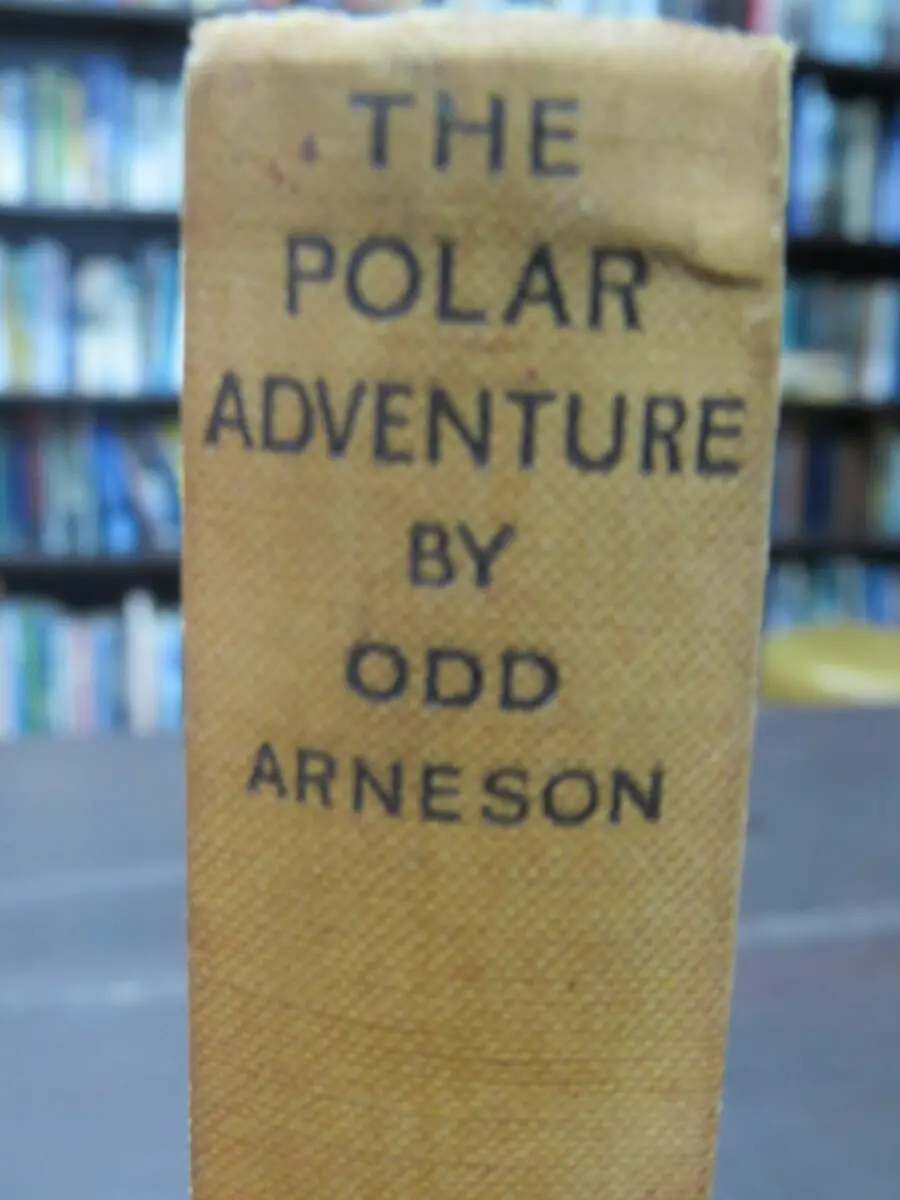 THE
POLAR
ADVENTURE
BY
ODD
ARNESON